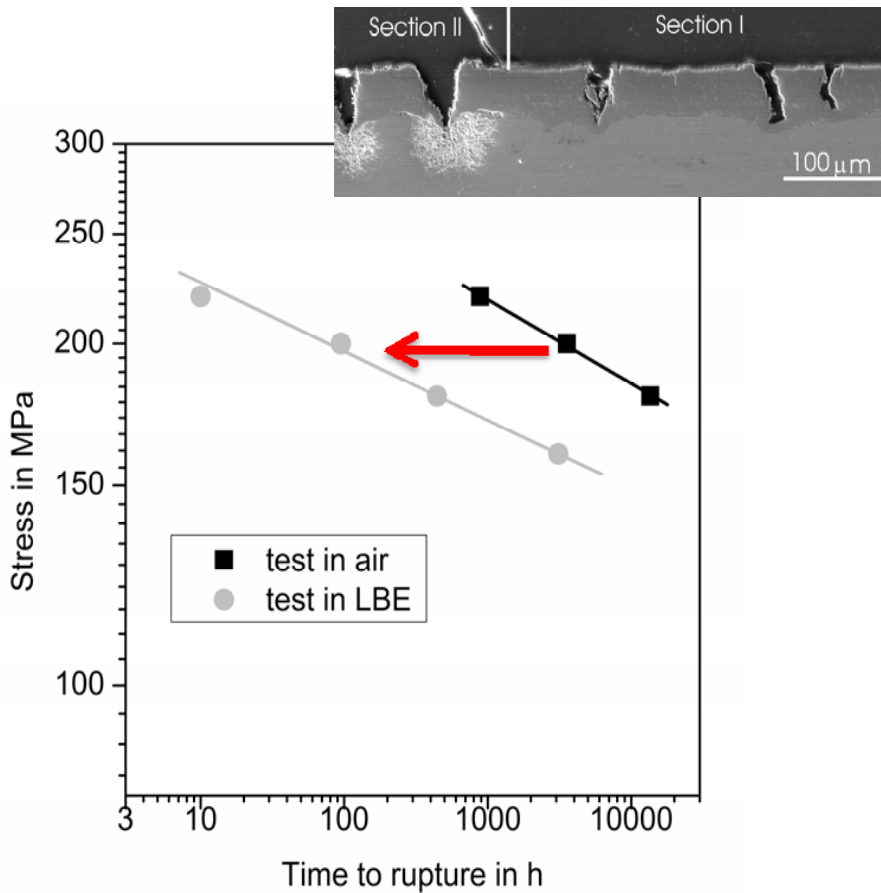 Section II
Section I
100 μm
300
250
200
150
100
Stress in MPa
test in air
test in LBE
3
10
100
1000
10000
Time to rupture in h